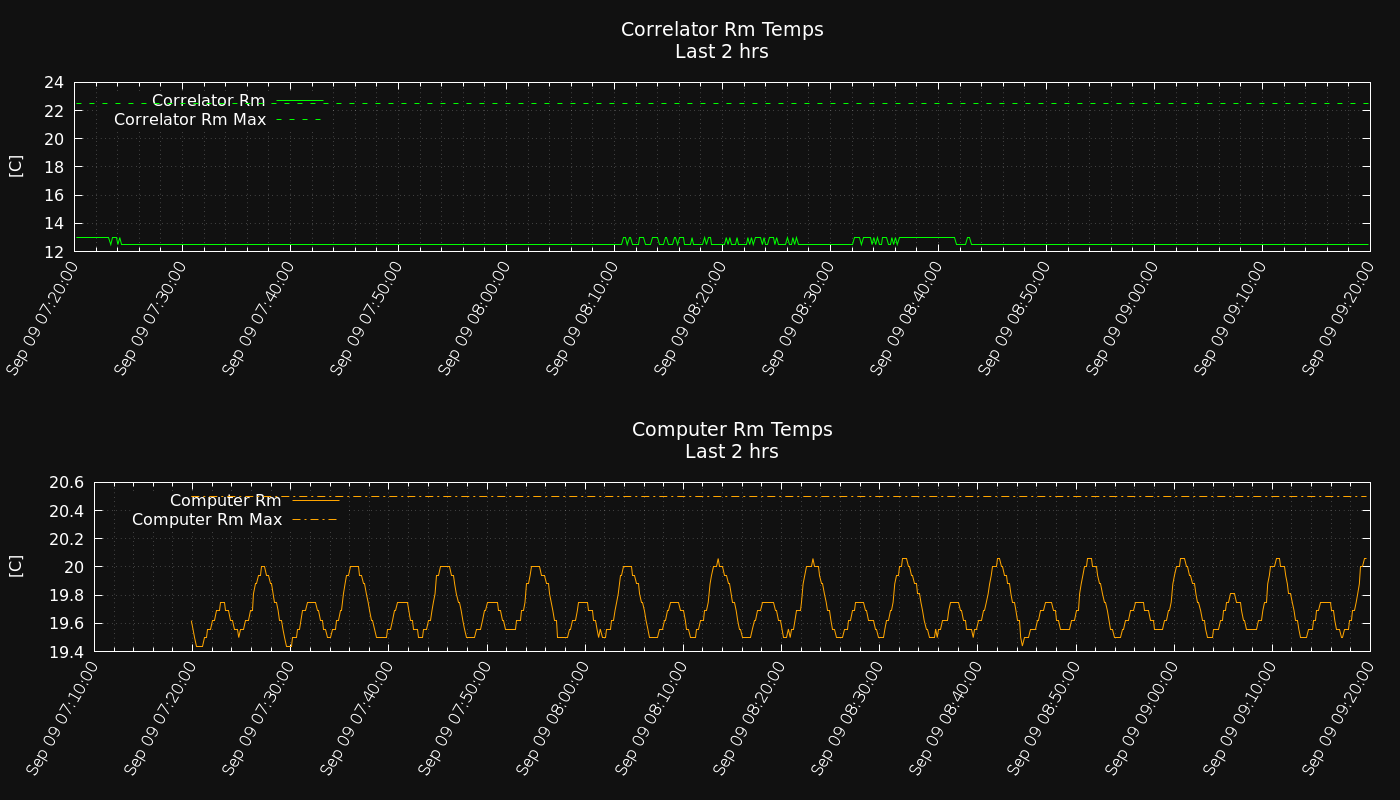 Correlator Rm Temps
Last 2 hrs
24
22
20
18
16
14
12
[C]
Correlator Rm
Correlator Rm Max
Sep 09 07:20:00
Sep 09 07:30:00
Sep 09 07:40:00
Sep 09 07:50:00
Sep 09 08:00:00
Sep 09 08:10:00
Sep 09 08:20:00
Sep 09 08:30:00
Sep 09 08:40:00
Sep 09 08:50:00
Sep 09 09:00:00
Sep 09 09:10:00
Sep 09 09:20:00
Computer Rm Temps
Last 2 hrs
20.6
20.4
20.2
20
19.8
19.6
19.4
[C]
Computer Rm
Computer Rm Max
Sep 09 07:10:00
Sep 09 07:20:00
Sep 09 07:30:00
Sep 09 07:40:00
Sep 09 07:50:00
Sep 09 08:00:00
Sep 09 08:10:00
Sep 09 08:20:00
Sep 09 08:30:00
Sep 09 08:40:00
Sep 09 08:50:00
Sep 09 09:00:00
Sep 09 09:10:00
Sep 09 09:20:00